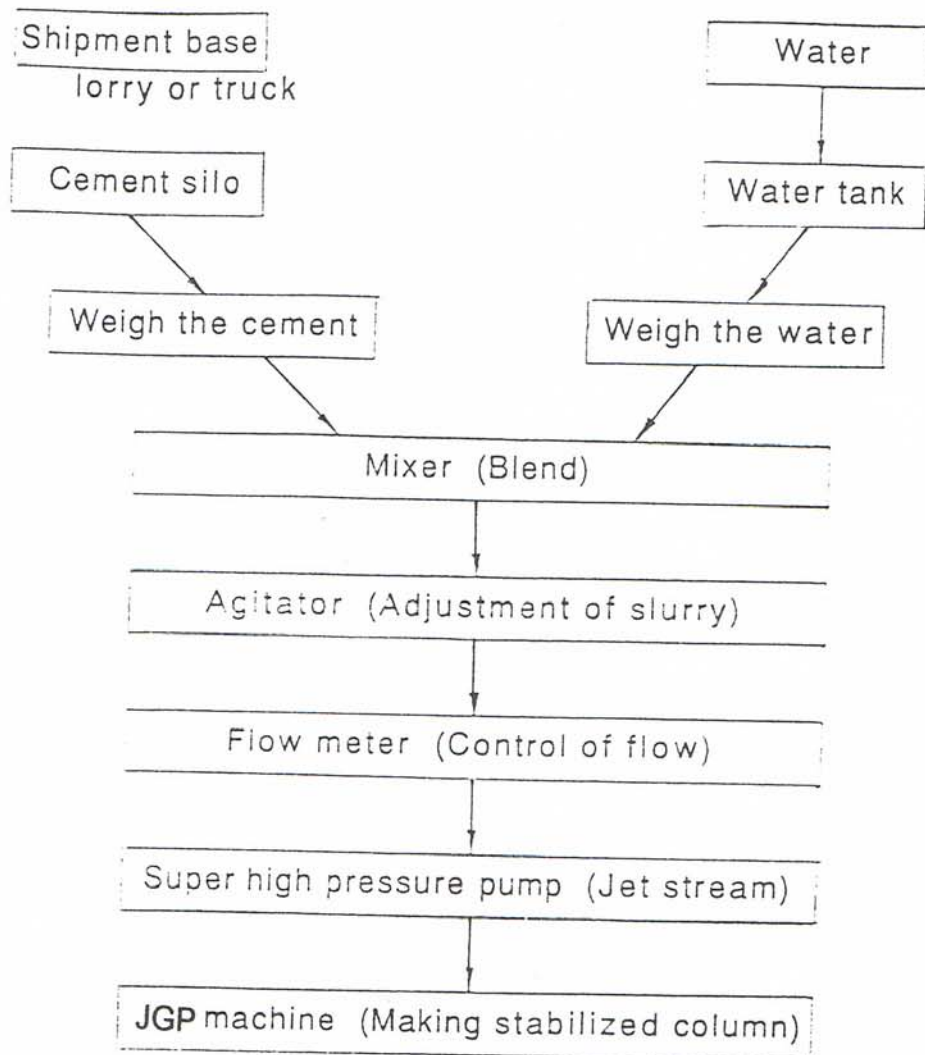 Shipment base
lorry or truck
Water
Cement silo
Water tank
Weigh the cement
Weigh the water
Mixer (Blend)
Agitator (Adjustment of slurry)
Flow meter (Control of flow)
Super high pressure pump (Jet stream)
JGP machine (Making stabilized column)